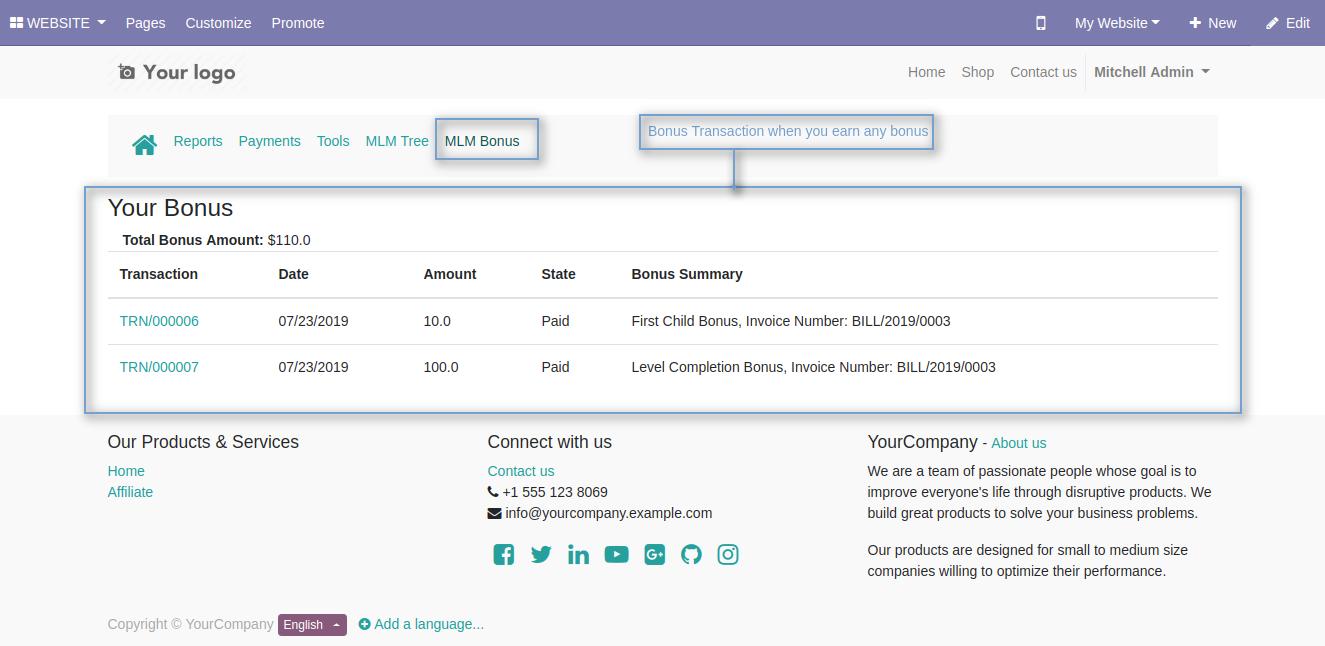 WEBSITE Pages Customize Promote My Website New Edit
Your logo Home Shop Contact us Mitchell Admin
Reports Payments Tools MLM Tree MLM Bonus Bonus Transaction when you earn any bonus
Your Bonus
Total Bonus Amount: $110.0
Transaction Date Amount State Bonus Summary
TRN/000006 07/23/2019 10.0 Paid First Child Bonus, Invoice Number: BILL/2019/0003
TRN/000007 07/23/2019 100.0 Paid Level Completion Bonus, Invoice Number: BILL/2019/0003
Our Products & Services
Home
Affiliate
Connect with us
Contact us
+1 555 123 8069
info@yourcompany.example.com
YourCompany - About us
We are a team of passionate people whose goal is to
improve everyone's life through disruptive products. We
build great products to solve your business problems.
Our products are designed for small to medium size
companies willing to optimize their performance.
Copyright © YourCompany English Add a language...